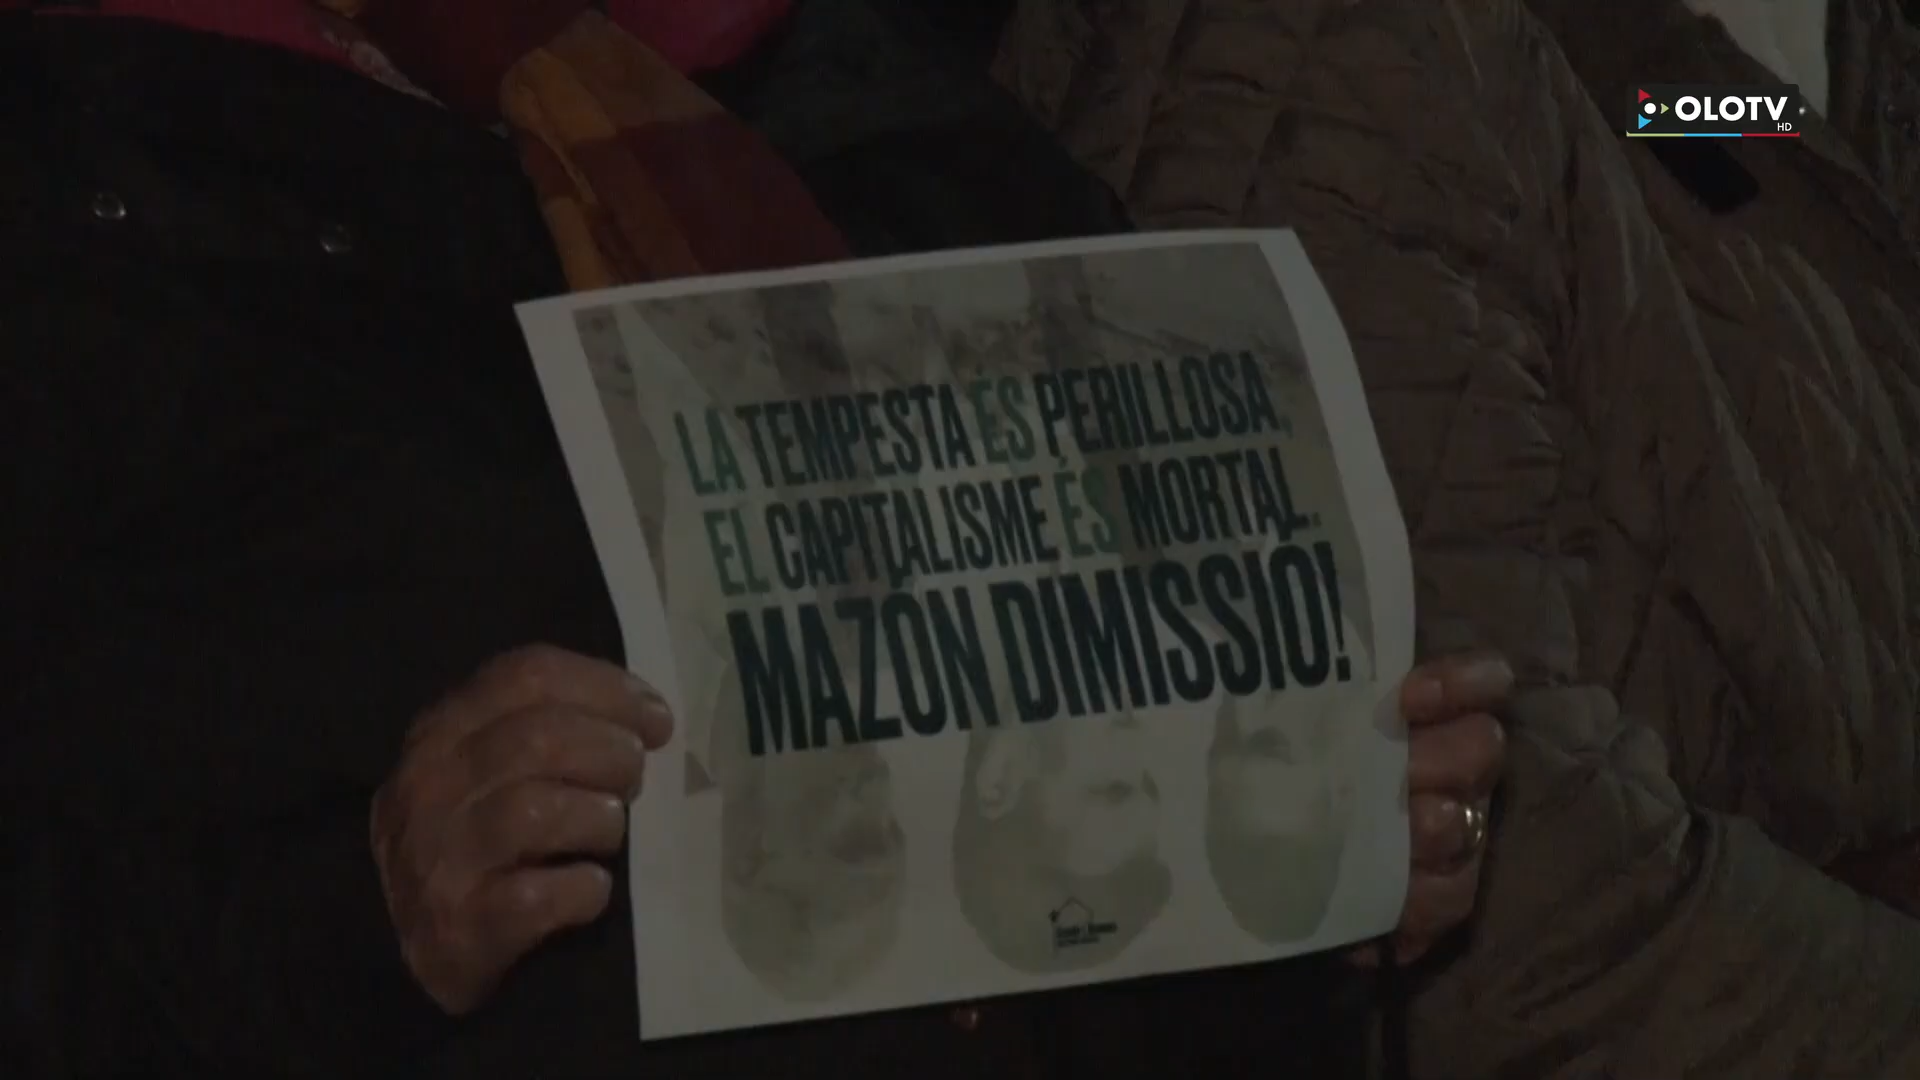 OLOTV
HD
LA TEMPESTA ÉS PERILLOSA,
EL CAPITALISME ÉS MORTAL.
MAZÓN DIMISSIÓ!